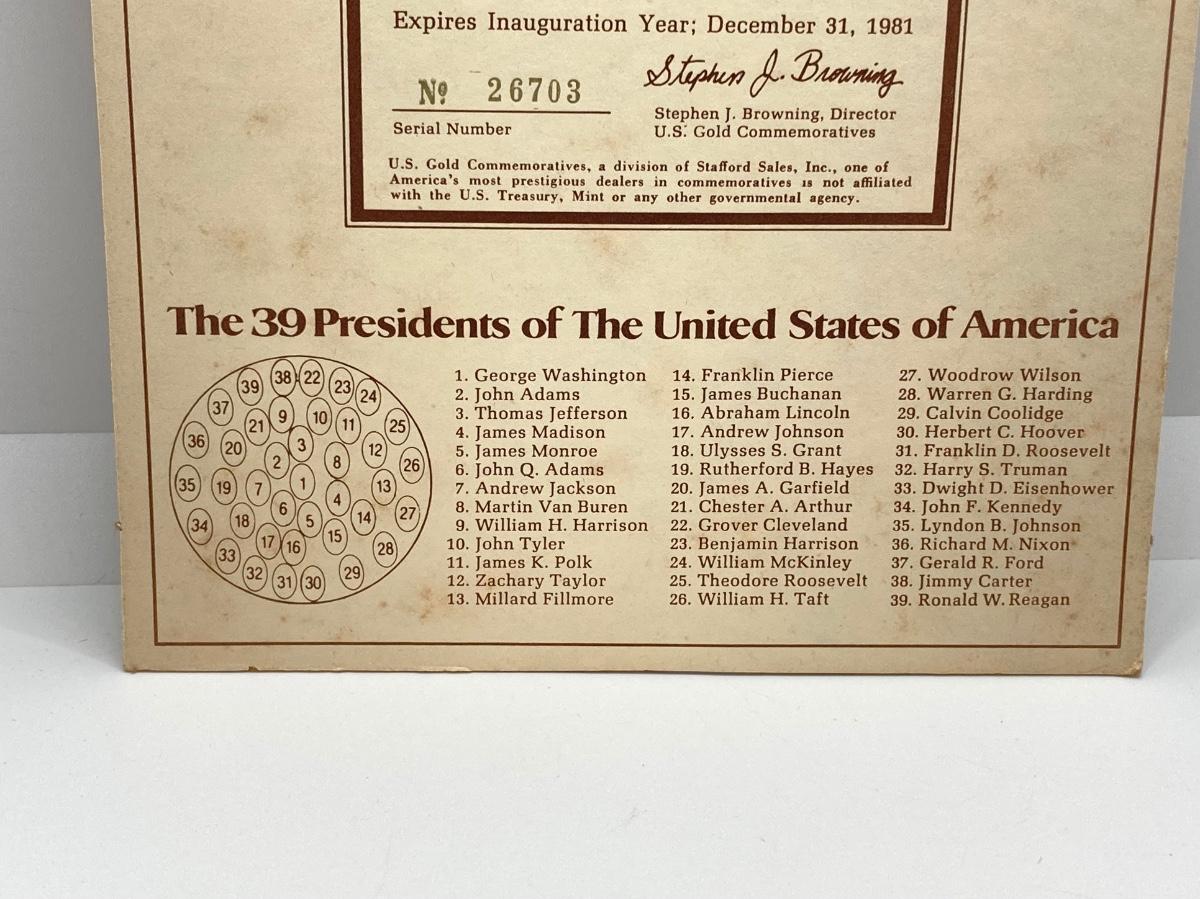 Expires Inauguration Year; December 31, 1981
Nº 26703
Stephen J. Browning
Serial Number
Stephen J. Browning, Director
U.S. Gold Commemoratives
U.S. Gold Commemoratives, a division of Stafford Sales, Inc., one of
America's most prestigious dealers in commemoratives is not affiliated
with the U.S. Treasury, Mint or any other governmental agency.
The 39 Presidents of The United States of America
39 38 22 23 24
37 21 9 10 11 25
36 20 2 3 8 12 26
35 19 7 1 4 13 27
34 18 6 5 14
33 17 16 15 28
32 31 30 29
1. George Washington
2. John Adams
3. Thomas Jefferson
4. James Madison
5. James Monroe
6. John Q. Adams
7. Andrew Jackson
8. Martin Van Buren
9. William H. Harrison
10. John Tyler
11. James K. Polk
12. Zachary Taylor
13. Millard Fillmore
14. Franklin Pierce
15. James Buchanan
16. Abraham Lincoln
17. Andrew Johnson
18. Ulysses S. Grant
19. Rutherford B. Hayes
20. James A. Garfield
21. Chester A. Arthur
22. Grover Cleveland
23. Benjamin Harrison
24. William McKinley
25. Theodore Roosevelt
26. William H. Taft
27. Woodrow Wilson
28. Warren G. Harding
29. Calvin Coolidge
30. Herbert C. Hoover
31. Franklin D. Roosevelt
32. Harry S. Truman
33. Dwight D. Eisenhower
34. John F. Kennedy
35. Lyndon B. Johnson
36. Richard M. Nixon
37. Gerald R. Ford
38. Jimmy Carter
39. Ronald W. Reagan